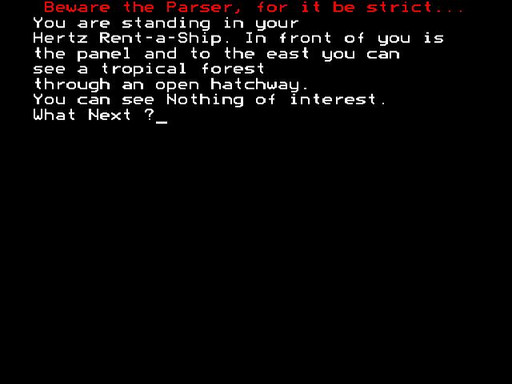 Beware the Parser, for it be strict...
You are standing in your
Hertz Rent-a-Ship. In front of you is
the panel and to the east you can
see a tropical forest
through an open hatchway.
You can see Nothing of interest.
What Next ?_